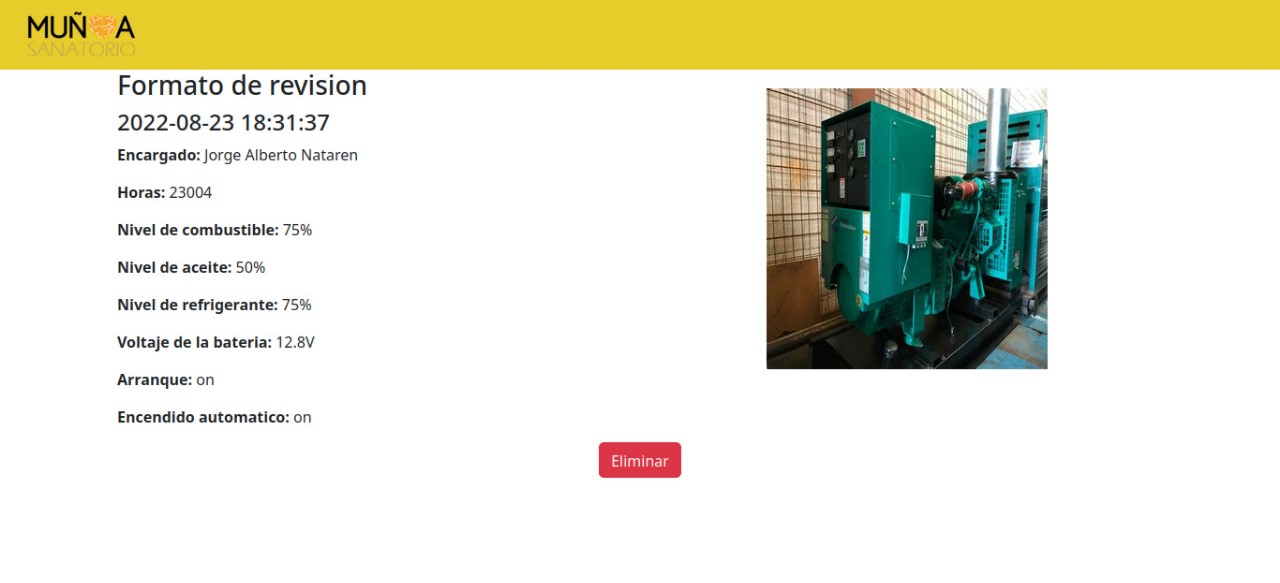 MUÑOA
SANATORIO
Formato de revision
2022-08-23 18:31:37
Encargado: Jorge Alberto Nataren
Horas: 23004
Nivel de combustible: 75%
Nivel de aceite: 50%
Nivel de refrigerante: 75%
Voltaje de la bateria: 12.8V
Arranque: on
Encendido automatico: on
Eliminar